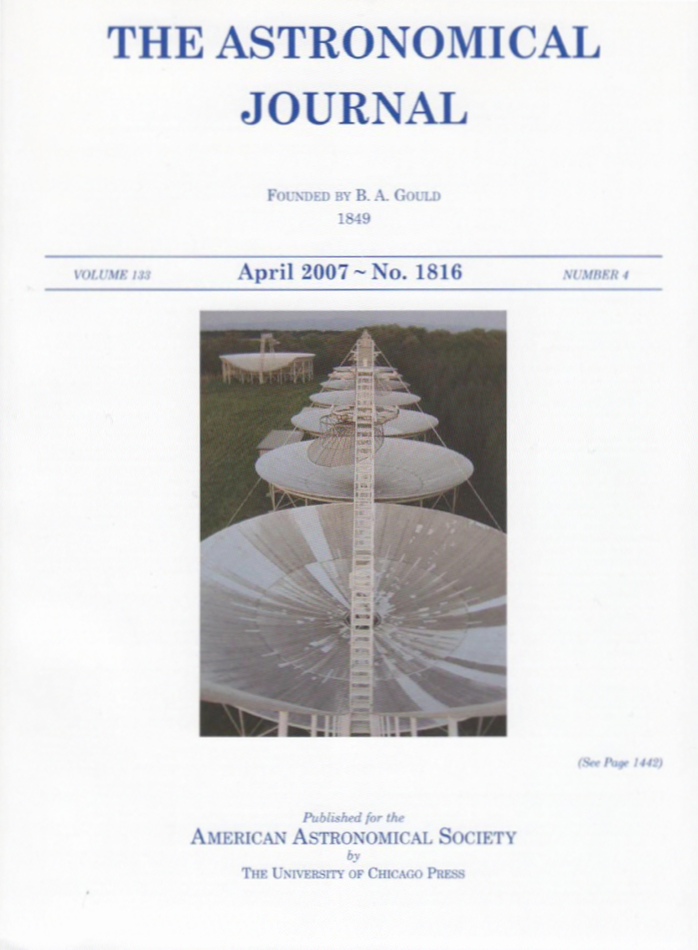 THE ASTRONOMICAL
JOURNAL
FOUNDED BY B. A. GOULD
1849
VOLUME 133
April 2007 ~ No. 1816
NUMBER 4
(See Page 1442)
Published for the
AMERICAN ASTRONOMICAL SOCIETY
by
THE UNIVERSITY OF CHICAGO PRESS